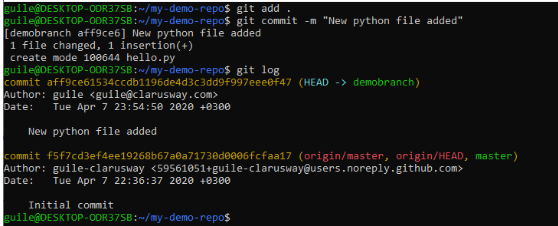 guile@DESKTOP-ODR37SB:~/my-demo-repo$ git add .
guile@DESKTOP-ODR37SB:~/my-demo-repo$ git commit -m "New python file added"
[demobranch aff9ce6] New python file added
 1 file changed, 1 insertion(+)
 create mode 100644 hello.py
guile@DESKTOP-ODR37SB:~/my-demo-repo$ git log
commit aff9ce61534ccdb1196de4d3c3dd9f997eee0f47 (HEAD -> demobranch)
Author: guile <guile@clarusway.com>
Date:   Tue Apr 7 23:54:50 2020 +0300

    New python file added

commit f5f7cd3ef4ee19268b67a0a71730d0006fcfaa17 (origin/master, origin/HEAD, master)
Author: guile-clarusway <59561051+guile-clarusway@users.noreply.github.com>
Date:   Tue Apr 7 22:36:37 2020 +0300

    Initial commit
guile@DESKTOP-ODR37SB:~/my-demo-repo$